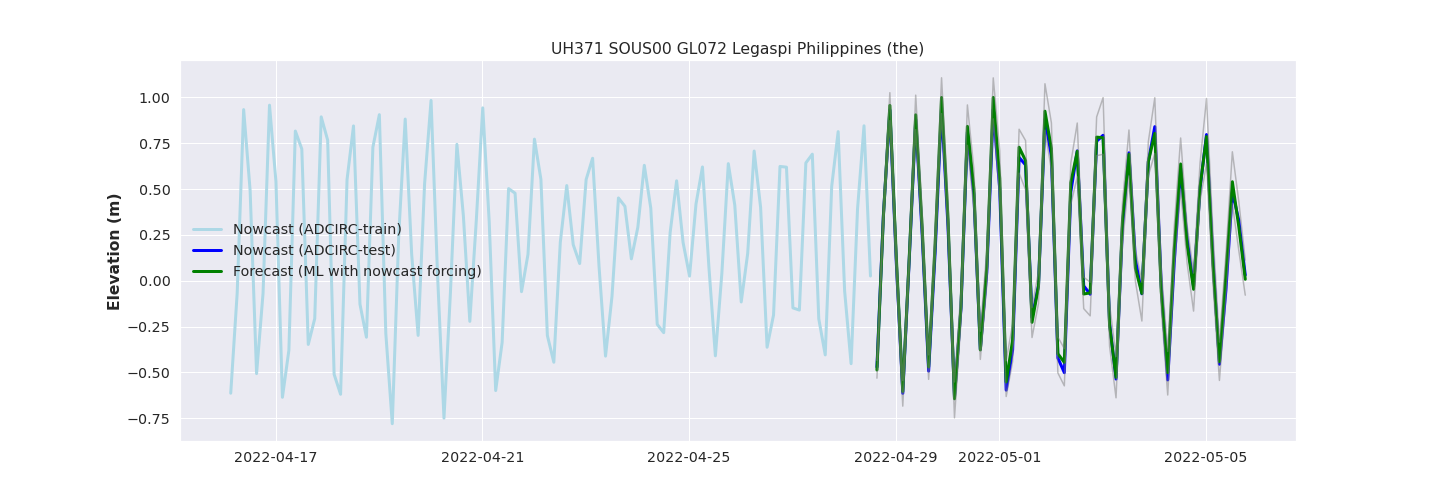 UH371 SOUS00 GL072 Legaspi Philippines (the)
Elevation (m)
1.00
0.75
0.50
0.25
0.00
−0.25
−0.50
−0.75
Nowcast (ADCIRC-train)
Nowcast (ADCIRC-test)
Forecast (ML with nowcast forcing)
2022-04-17 2022-04-21 2022-04-25 2022-04-29 2022-05-01 2022-05-05